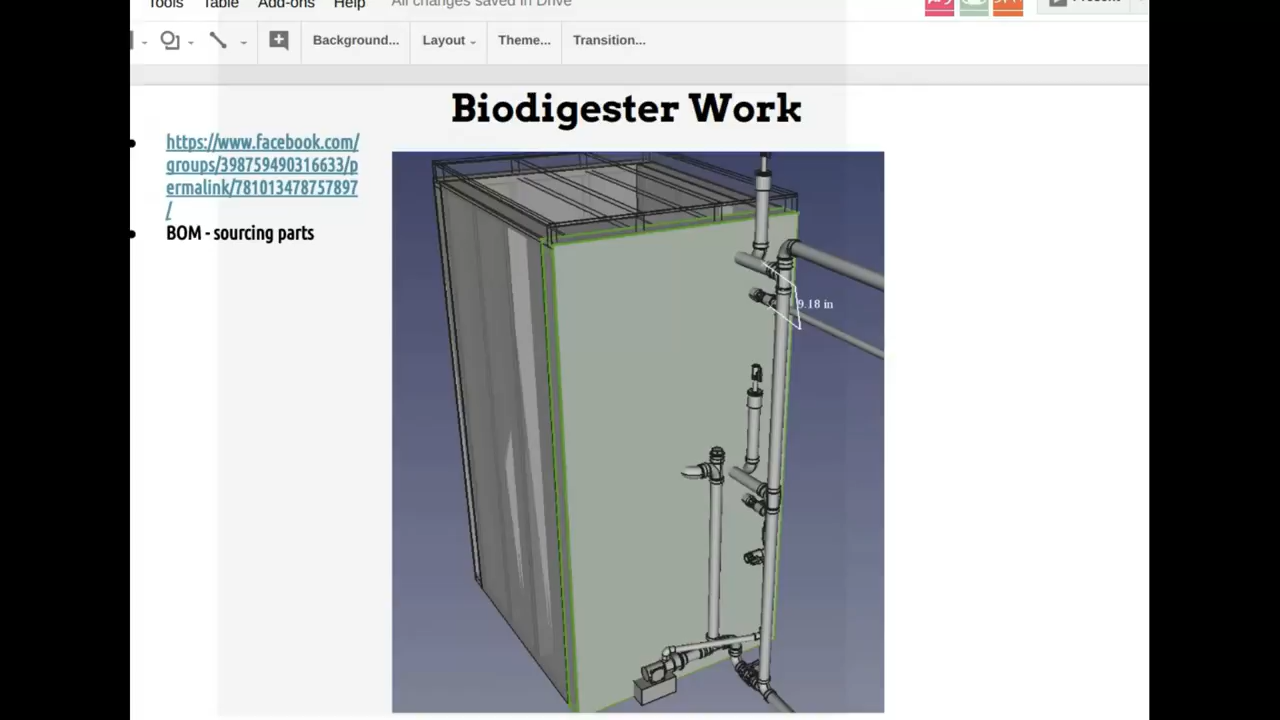 Tools Table Add-ons Help All changes saved in Drive Present
Background... Layout Theme... Transition...
Biodigester Work
https://www.facebook.com/
groups/398759490316633/p
ermalink/781013478757897
/
BOM - sourcing parts
9.18 in